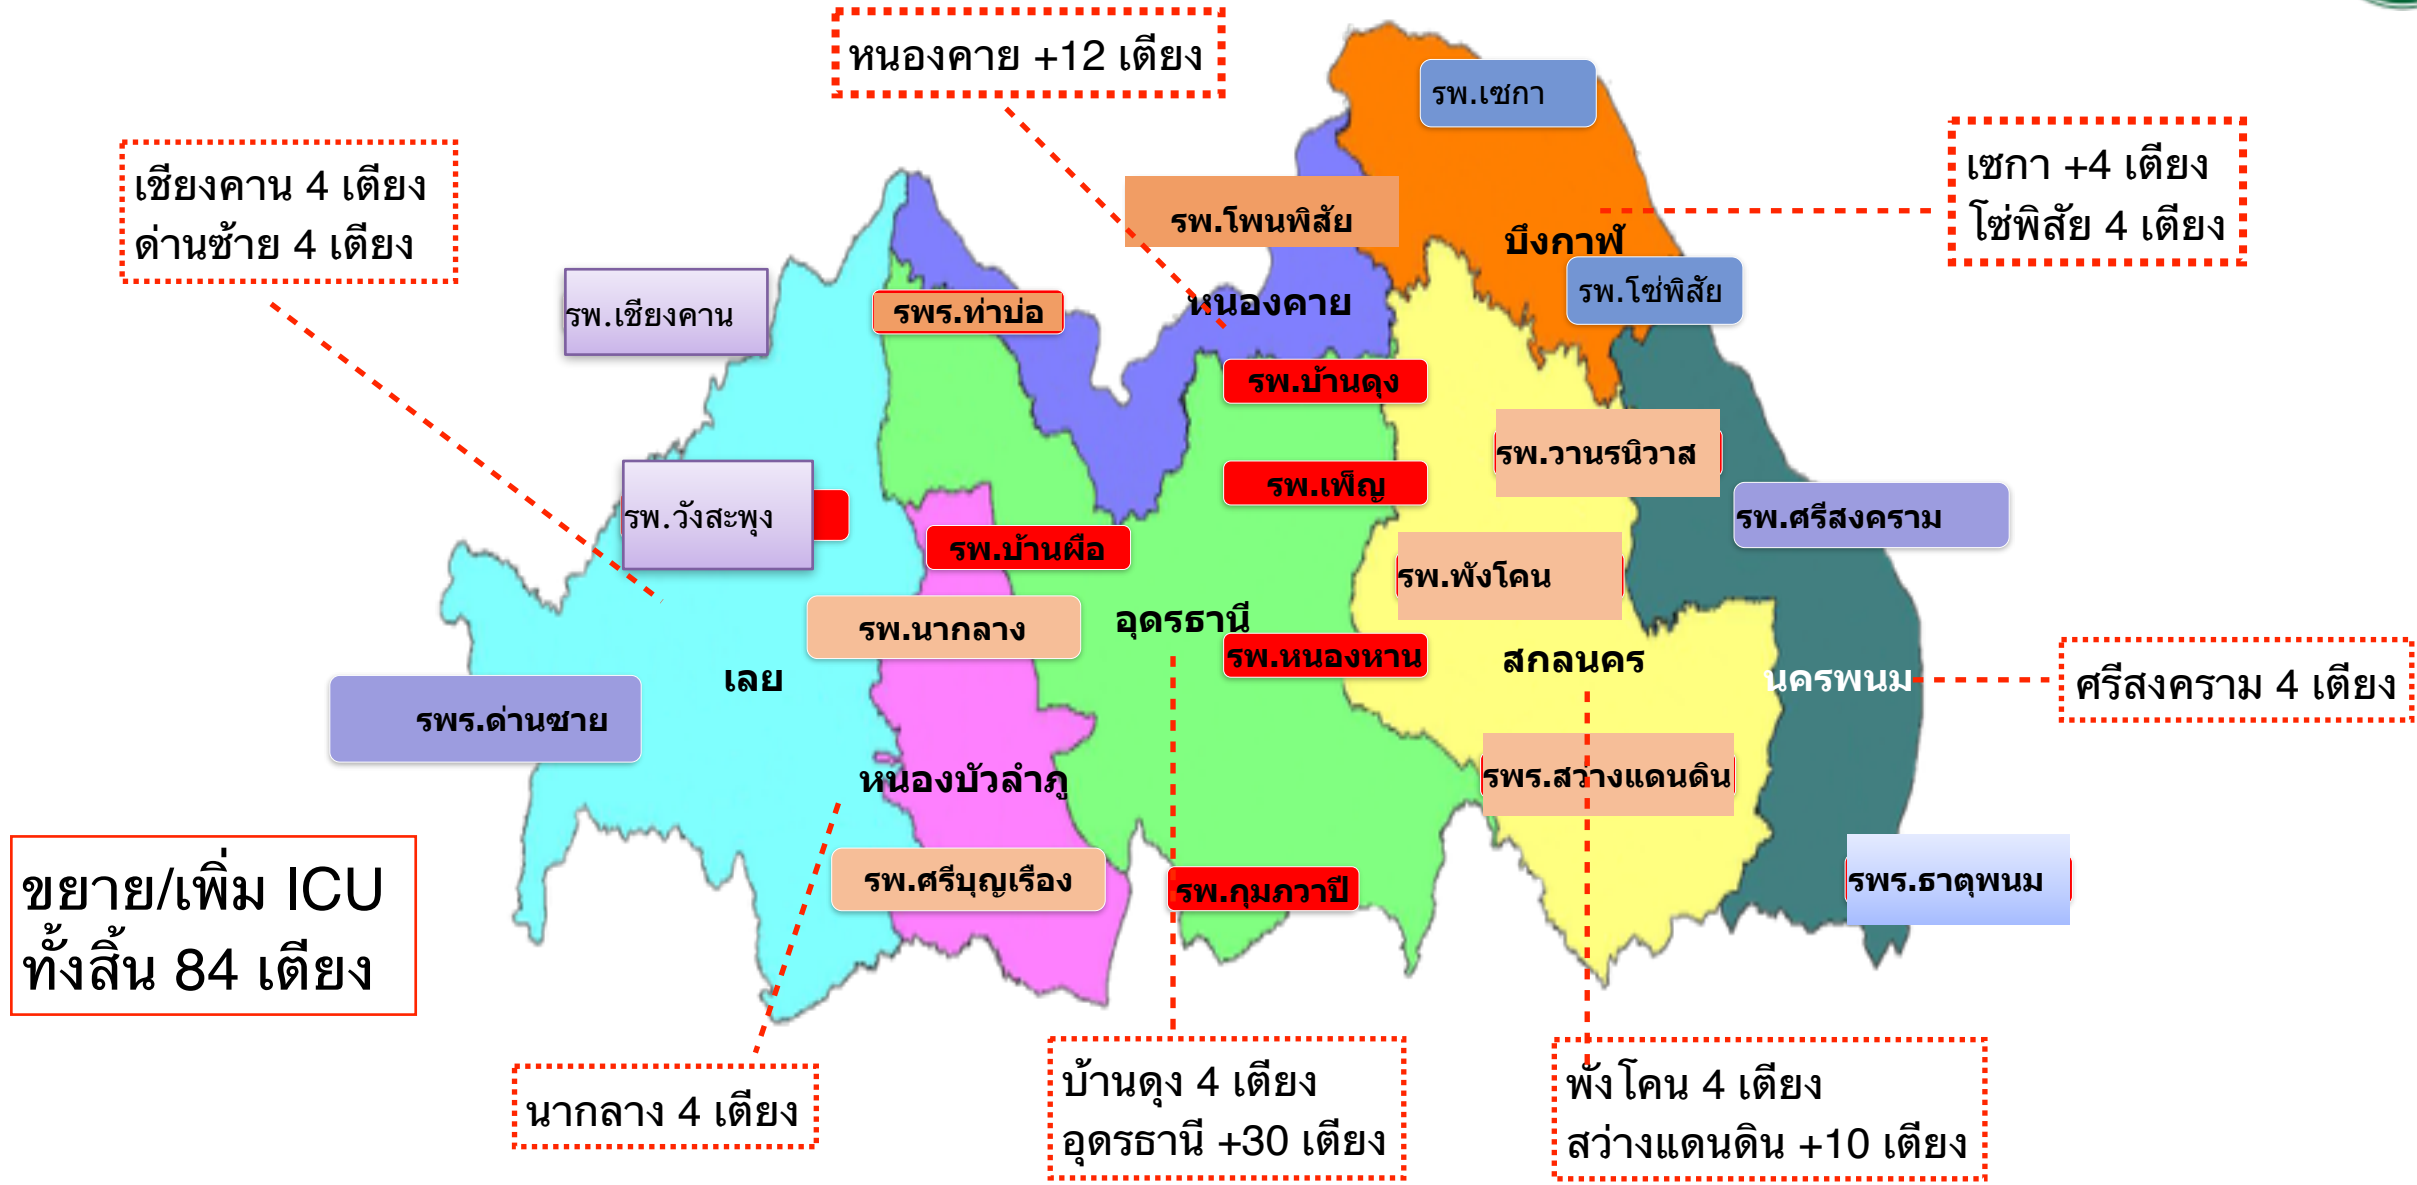 หนองคาย +12 เตียง
รพ.เซกา
เซกา +4 เตียง
โซ่พิสัย 4 เตียง
เชียงคาน 4 เตียง
ด่านซ้าย 4 เตียง
รพ.โพนพิสัย
บึงกาฬ
รพ.โซ่พิสัย
รพ.เชียงคาน
รพร.ท่าบ่อ
หนองคาย
รพ.บ้านดุง
รพ.วานรนิวาส
รพ.เพ็ญ
รพ.วังสะพุง
รพ.ศรีสงคราม
รพ.บ้านผือ
รพ.พังโคน
รพ.นากลาง
อุดรธานี
รพ.หนองหาน
สกลนคร
เลย
นครพนม
ศรีสงคราม 4 เตียง
รพร.ด่านซาย
หนองบัวลำภู
รพร.สว่างแดนดิน
รพ.ศรีบุญเรือง
รพ.กุมภวาปี
รพร.ธาตุพนม
ขยาย/เพิ่ม ICU
ทั้งสิ้น 84 เตียง
นากลาง 4 เตียง
บ้านดุง 4 เตียง
อุดรธานี +30 เตียง
พังโคน 4 เตียง
สว่างแดนดิน +10 เตียง